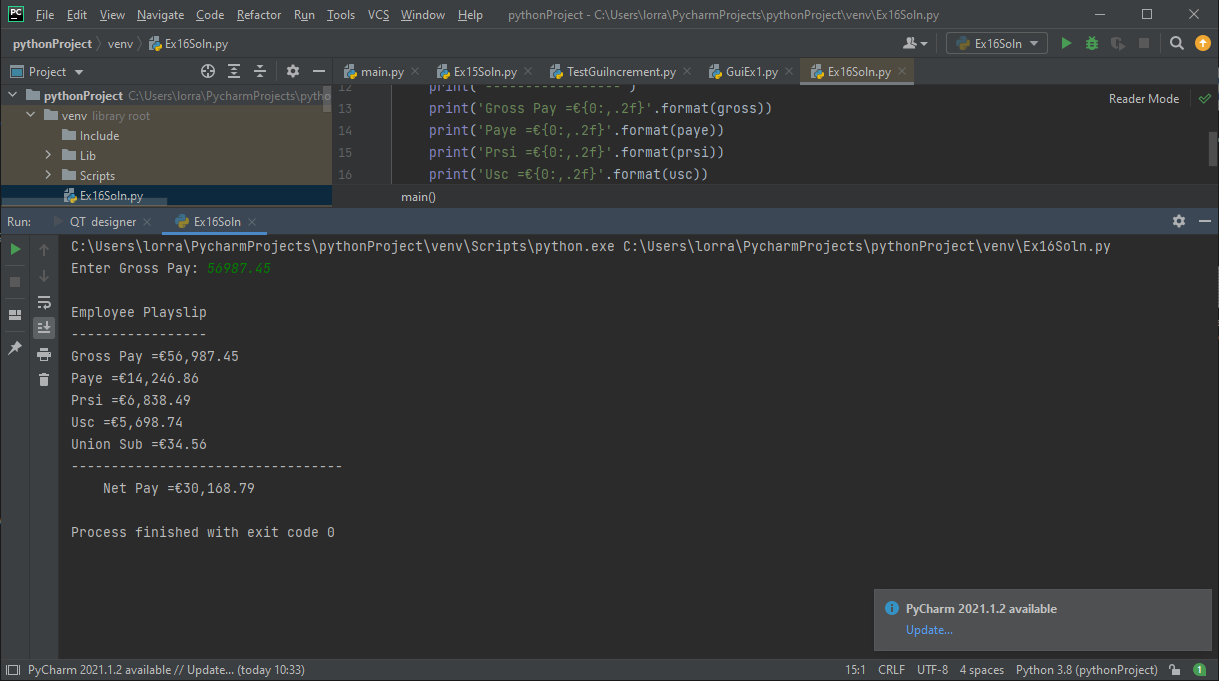 PC File Edit View Navigate Code Refactor Run Tools VCS Window Help pythonProject - C:\Users\lorra\PycharmProjects\pythonProject\venv\Ex16Soln.py
pythonProject venv Ex16Soln.py Ex16Soln
Project main.py Ex15Soln.py TestGuiIncrement.py GuiEx1.py Ex16Soln.py
pythonProject C:\Users\lorra\PycharmProjects\pytho
venv library root
Include
Lib
Scripts
Ex16Soln.py
12 print('-----------------')
13 print('Gross Pay =€{0:,.2f}'.format(gross))
14 print('Paye =€{0:,.2f}'.format(paye))
15 print('Prsi =€{0:,.2f}'.format(prsi))
16 print('Usc =€{0:,.2f}'.format(usc))
Reader Mode
main()
Run: QT designer Ex16Soln
C:\Users\lorra\PycharmProjects\pythonProject\venv\Scripts\python.exe C:\Users\lorra\PycharmProjects\pythonProject\venv\Ex16Soln.py
Enter Gross Pay: 56987.45
Employee Playslip
-----------------
Gross Pay =€56,987.45
Paye =€14,246.86
Prsi =€6,838.49
Usc =€5,698.74
Union Sub =€34.56
----------------------------------
Net Pay =€30,168.79
Process finished with exit code 0
PyCharm 2021.1.2 available
Update...
PyCharm 2021.1.2 available // Update... (today 10:33) 15:1 CRLF UTF-8 4 spaces Python 3.8 (pythonProject) 1